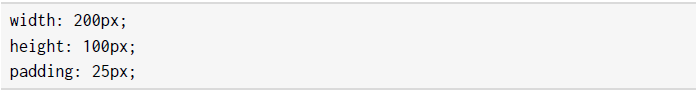 width: 200px;
height: 100px;
padding: 25px;